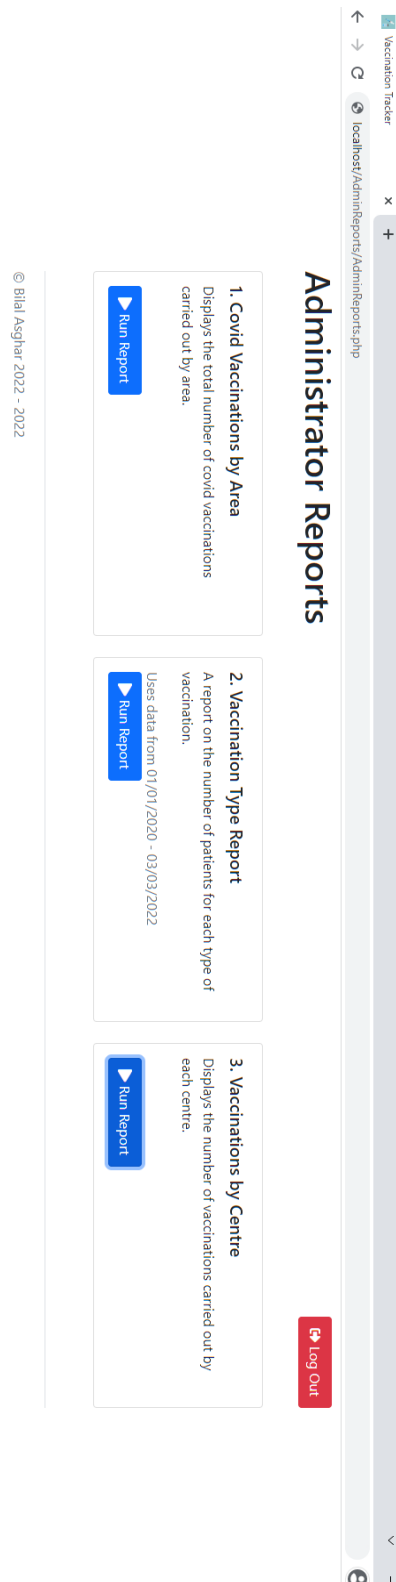 Vaccination Tracker
localhost/AdminReports/AdminReports.php
Administrator Reports
Log Out
1. Covid Vaccinations by Area
Displays the total number of covid vaccinations
carried out by area.
Run Report
2. Vaccination Type Report
A report on the number of patients for each type of
vaccination.
Uses data from 01/01/2020 - 03/03/2022
Run Report
3. Vaccinations by Centre
Displays the number of vaccinations carried out by
each centre.
Run Report
© Bilal Asghar 2022 - 2022